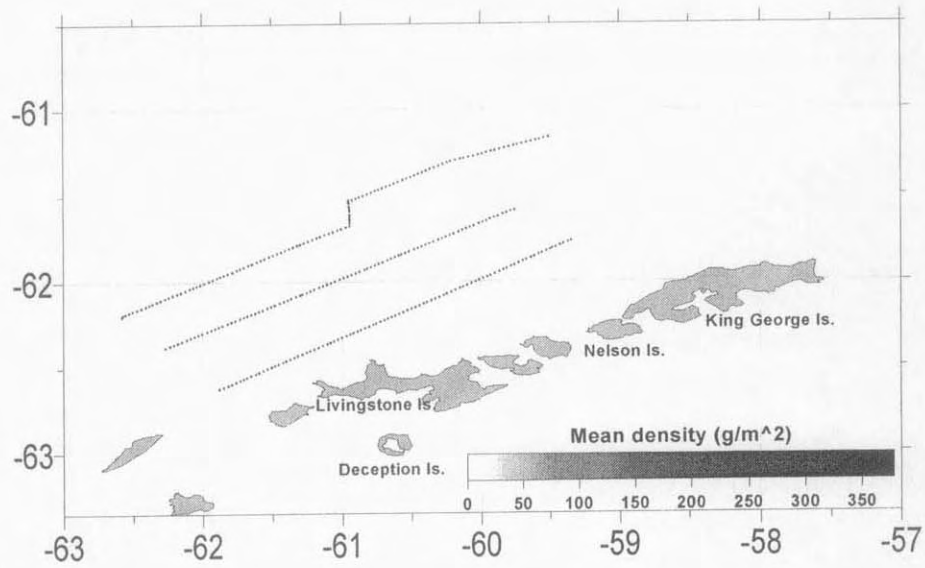 -61
-62
King George Is.
Nelson Is.
Livingstone Is.
Mean density (g/m^2)
-63
Deception Is.
0 50 100 150 200 250 300 350
-63 -62 -61 -60 -59 -58 -57